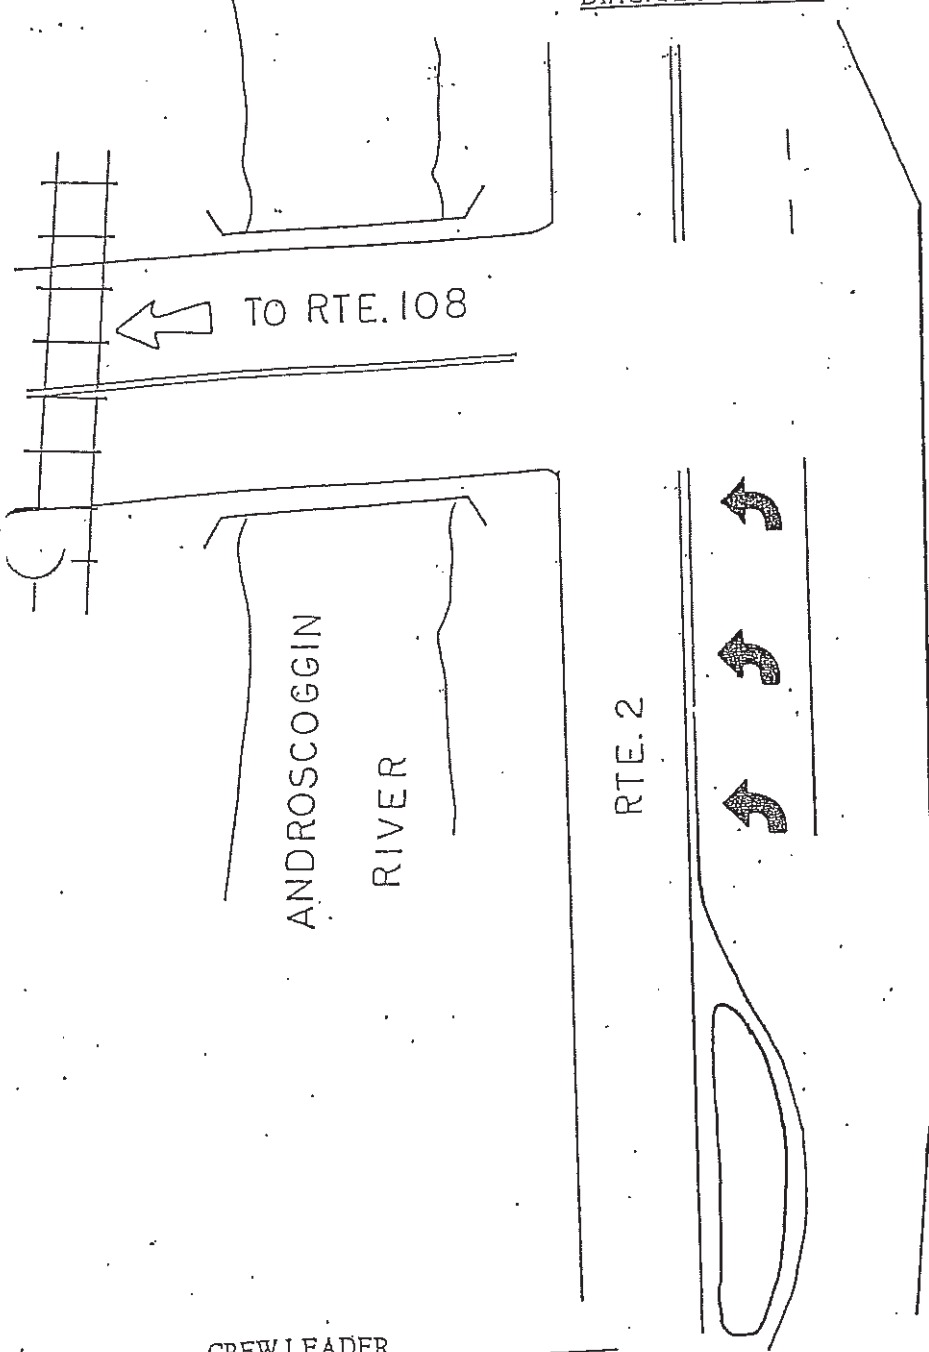 TO RTE. 108
ANDROSCOGGIN
RIVER
RTE. 2
CREW LEADER